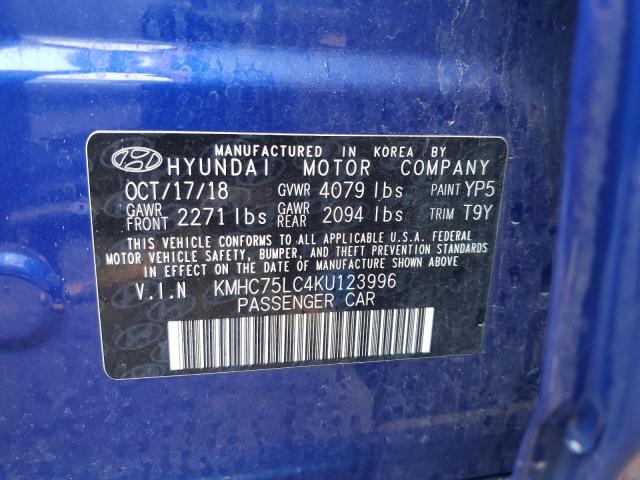 MANUFACTURED IN KOREA BY
HYUNDAI MOTOR COMPANY
OCT/17/18 GVWR 4079 lbs PAINT YP5
GAWR FRONT 2271 lbs GAWR REAR 2094 lbs TRIM T9Y
THIS VEHICLE CONFORMS TO ALL APPLICABLE U.S.A. FEDERAL
MOTOR VEHICLE SAFETY, BUMPER, AND THEFT PREVENTION STANDARDS
IN EFFECT ON THE DATE OF MANUFACTURE SHOWN ABOVE.
V.I.N KMHC75LC4KU123996
PASSENGER CAR